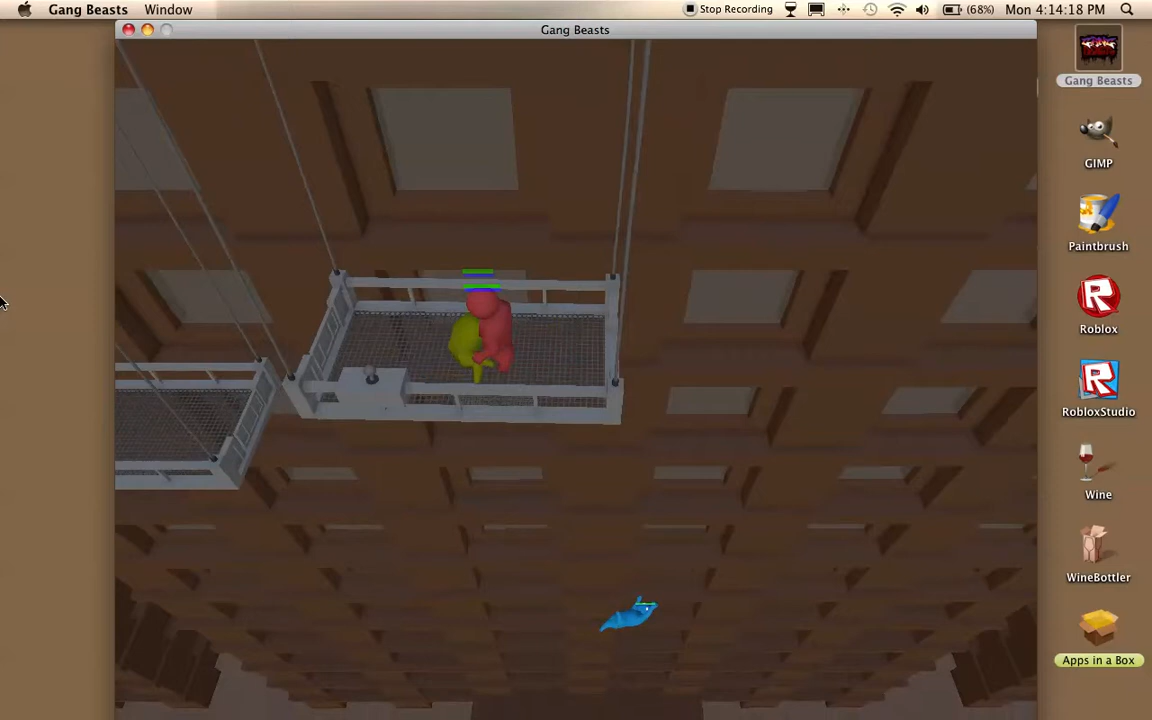 Gang Beasts Window Stop Recording (68%) Mon 4:14:18 PM
Gang Beasts
Gang Beasts
GIMP
Paintbrush
Roblox
RobloxStudio
Wine
WineBottler
Apps in a Box